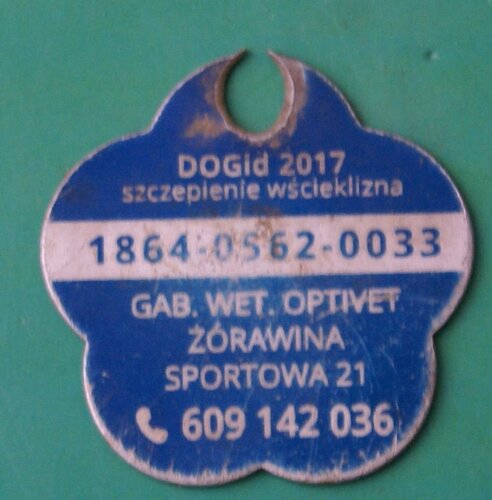 DOGid 2017
szczepienie wścieklizna
1864-0562-0033
GAB. WET. OPTIVET
ŻÓRAWINA
SPORTOWA 21
609 142 036